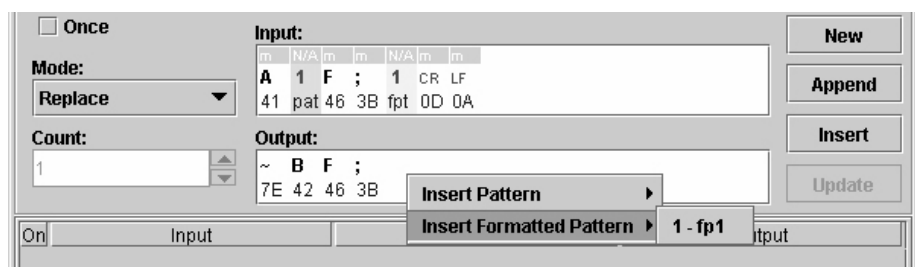 Once
Input:
New
m N/A m m N/A m m
Mode:
A 1 F ; 1 CR LF
Replace
41 pat 46 3B fpt 0D 0A
Append
Count:
Output:
Insert
1
~ B F ;
7E 42 46 3B
Update
Insert Pattern
Insert Formatted Pattern
1 - fp1
On
Input
tput